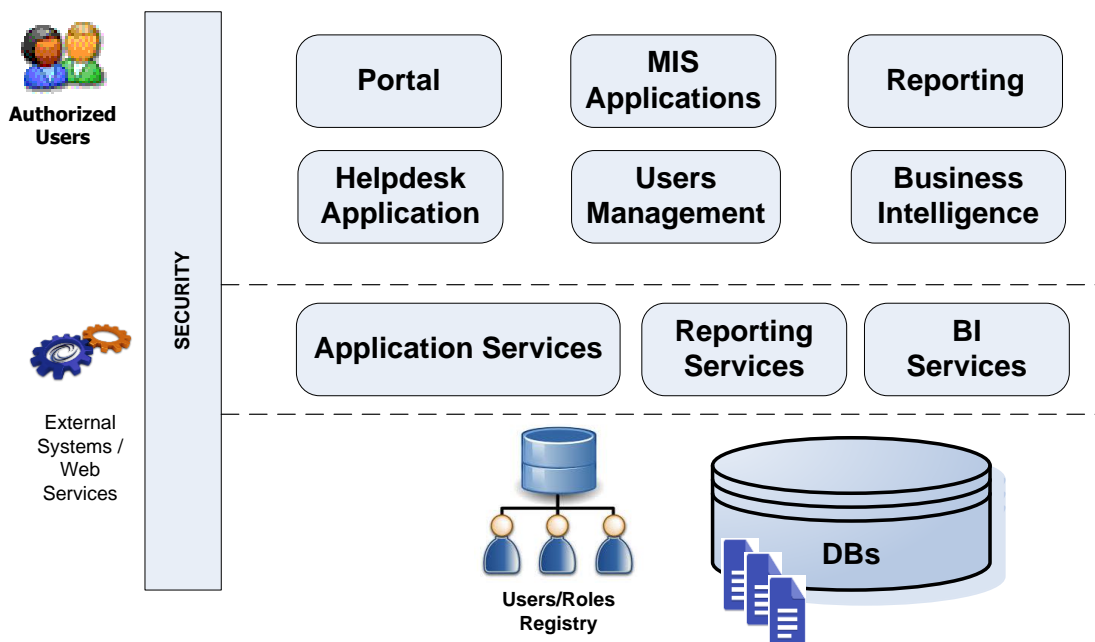 Authorized
Users
SECURITY
Portal
MIS
Applications
Reporting
Helpdesk
Application
Users
Management
Business
Intelligence
External
Systems /
Web
Services
Application Services
Reporting
Services
BI
Services
Users/Roles
Registry
DBs